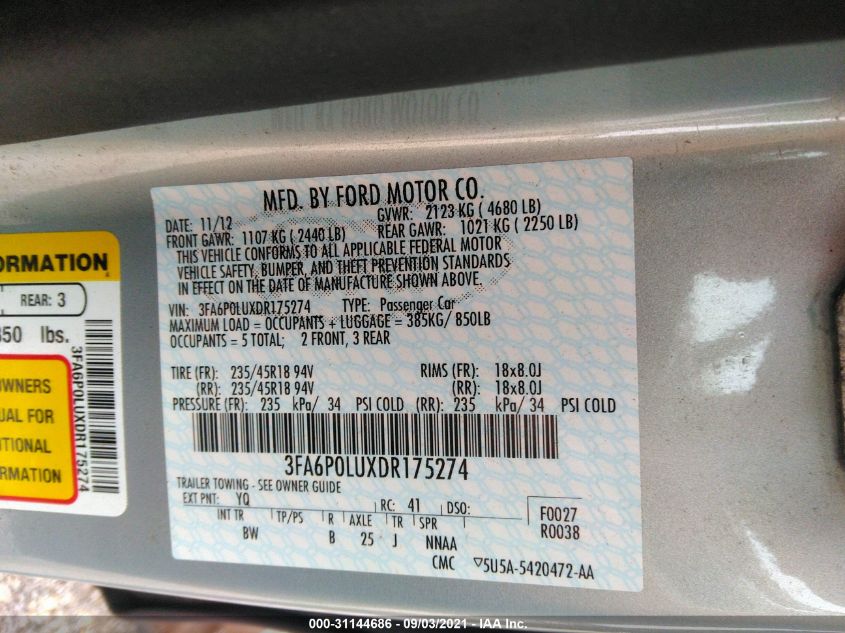 MFD. BY FORD MOTOR CO.
DATE: 11/12 GVWR: 2123 KG ( 4680 LB)
FRONT GAWR: 1107 KG ( 2440 LB) REAR GAWR: 1021 KG ( 2250 LB)
THIS VEHICLE CONFORMS TO ALL APPLICABLE FEDERAL MOTOR
VEHICLE SAFETY, BUMPER, AND THEFT PREVENTION STANDARDS
IN EFFECT ON THE DATE OF MANUFACTURE SHOWN ABOVE.
VIN: 3FA6P0LUXDR175274 TYPE: Passenger Car
MAXIMUM LOAD = OCCUPANTS + LUGGAGE = 385KG/ 850LB
OCCUPANTS = 5 TOTAL; 2 FRONT, 3 REAR
TIRE (FR): 235/45R18 94V RIMS (FR): 18x8.0J
(RR): 235/45R18 94V (RR): 18x8.0J
PRESSURE (FR): 235 kPa/ 34 PSI COLD (RR): 235 kPa/ 34 PSI COLD
3FA6P0LUXDR175274
TRAILER TOWING - SEE OWNER GUIDE
EXT PNT: YQ RC: 41 DSO: F0027
INT TR TP/PS R AXLE TR SPR R0038
BW B 25 J NNAA
CMC ▽5U5A-5420472-AA
ORMATION
REAR: 3
850 lbs.
OWNERS
UAL FOR
ITIONAL
RMATION
3FA6P0LUXDR175274
000-31144686 - 09/03/2021 - IAA Inc.